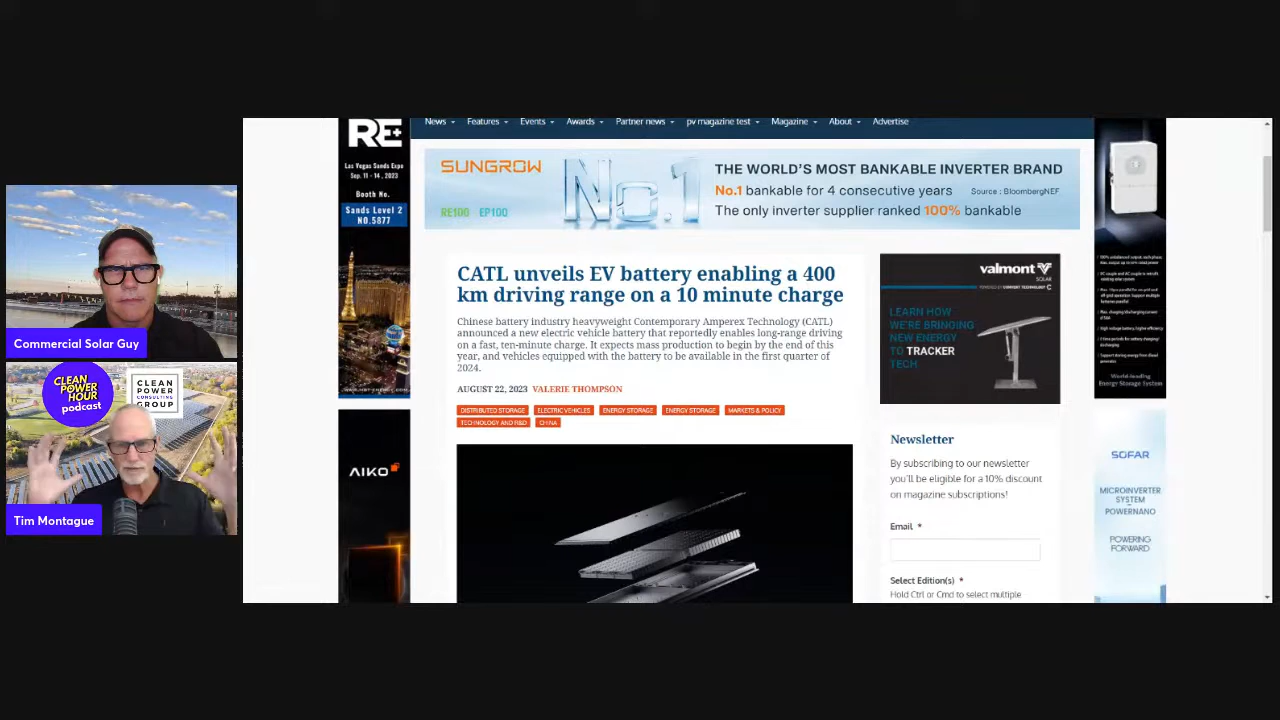 News
Features
Events
Awards
Partner news
pv magazine test
Magazine
About
Advertise
RE+
Las Vegas Sands Expo
Sep. 11 - 14, 2023
Booth No.
Sands Level 2
NO.5877
SUNGROW
No.1
RE100 EP100
THE WORLD'S MOST BANKABLE INVERTER BRAND
No.1 bankable for 4 consecutive years Source : BloombergNEF
The only inverter supplier ranked 100% bankable
CATL unveils EV battery enabling a 400
km driving range on a 10 minute charge
Chinese battery industry heavyweight Contemporary Amperex Technology (CATL)
announced a new electric vehicle battery that reportedly enables long-range driving
on a fast, ten-minute charge. It expects mass production to begin by the end of this
year, and vehicles equipped with the battery to be available in the first quarter of
2024.
AUGUST 22, 2023 VALERIE THOMPSON
DISTRIBUTED STORAGE
ELECTRIC VEHICLES
ENERGY STORAGE
ENERGY STORAGE
MARKETS & POLICY
TECHNOLOGY AND R&D
CHINA
valmont
SOLAR
LEARN HOW
WE'RE BRINGING
NEW ENERGY
TO TRACKER
TECH
World-leading
Energy Storage System
Newsletter
By subscribing to our newsletter
you'll be eligible for a 10% discount
on magazine subscriptions!
Email *
Select Edition(s) *
Hold Ctrl or Cmd to select multiple
AIKO
SOFAR
MICROINVERTER
SYSTEM
POWERNANO
POWERING
FORWARD
Commercial Solar Guy
CLEAN
POWER
HOUR
podcast
CLEAN
POWER
CONSULTING
GROUP
Tim Montague